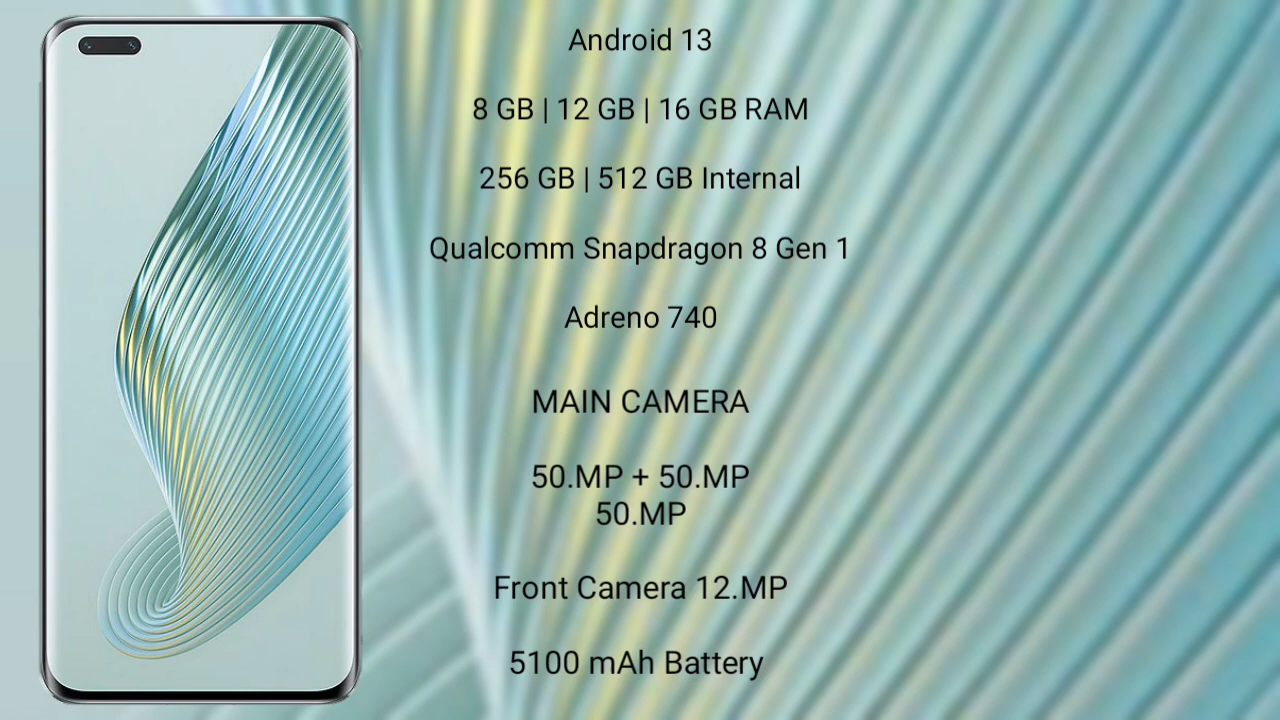 Android 13
8 GB | 12 GB | 16 GB RAM
256 GB | 512 GB Internal
Qualcomm Snapdragon 8 Gen 1
Adreno 740
MAIN CAMERA
50.MP + 50.MP
50.MP
Front Camera 12.MP
5100 mAh Battery